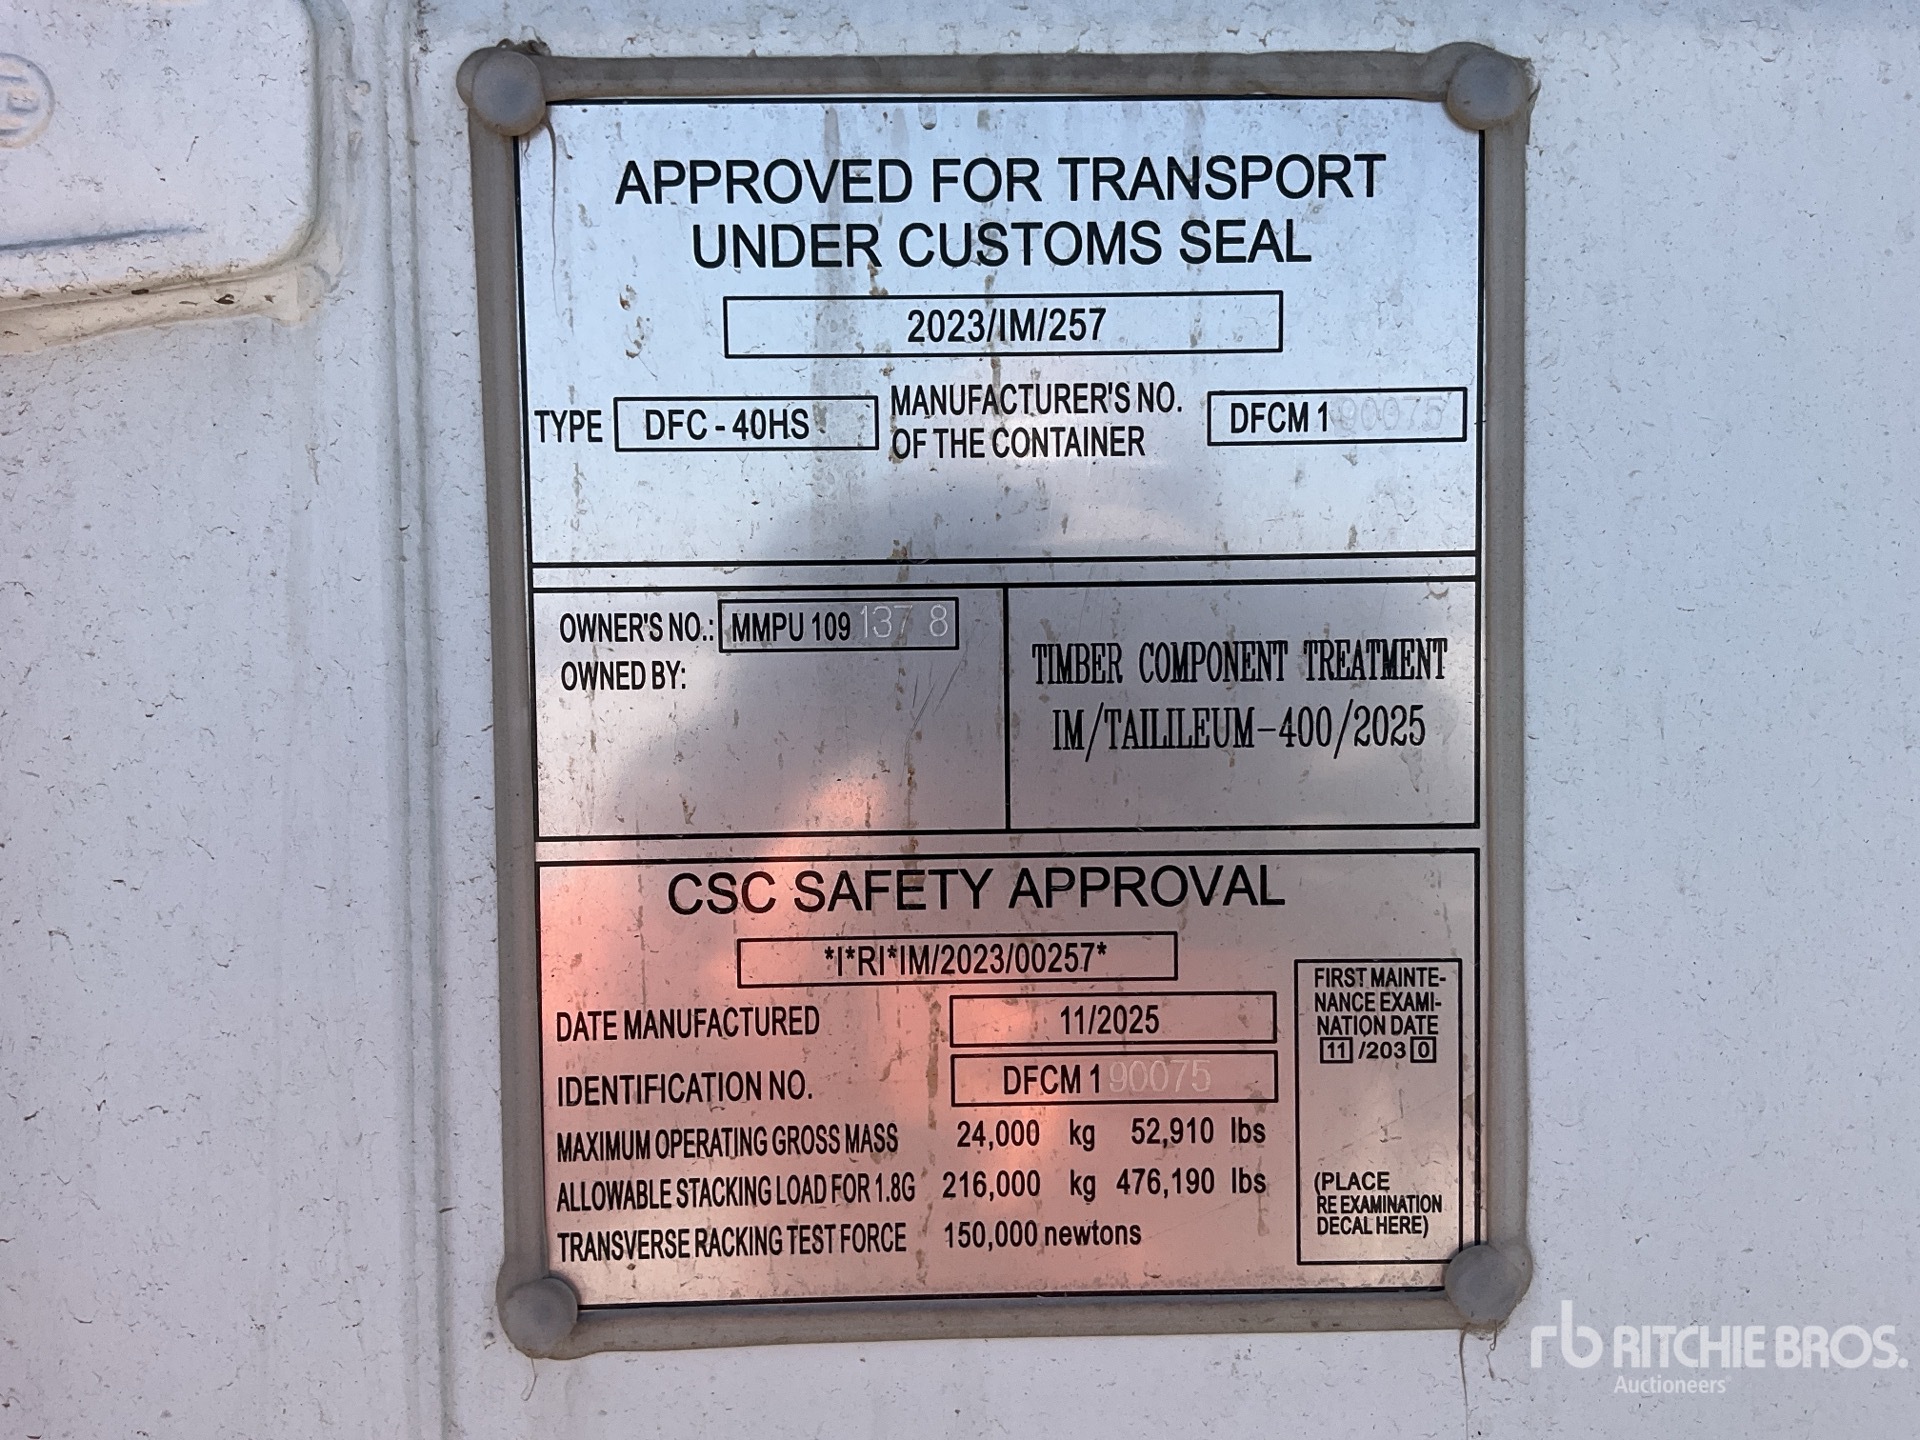 APPROVED FOR TRANSPORT
UNDER CUSTOMS SEAL
2023/IM/257
TYPE DFC - 40HS MANUFACTURER'S NO. OF THE CONTAINER DFCM 190075
OWNER'S NO.: MMPU 109 137 8
OWNED BY:
TIMBER COMPONENT TREATMENT
IM/TAILILEUM-400/2025
CSC SAFETY APPROVAL
*I*RI*IM/2023/00257*
DATE MANUFACTURED 11/2025
IDENTIFICATION NO. DFCM 190075
MAXIMUM OPERATING GROSS MASS 24,000 kg 52,910 lbs
ALLOWABLE STACKING LOAD FOR 1.8G 216,000 kg 476,190 lbs
TRANSVERSE RACKING TEST FORCE 150,000 newtons
FIRST MAINTE-
NANCE EXAMI-
NATION DATE
11 /203 0
(PLACE
RE EXAMINATION
DECAL HERE)
rb RITCHIE BROS.
Auctioneers